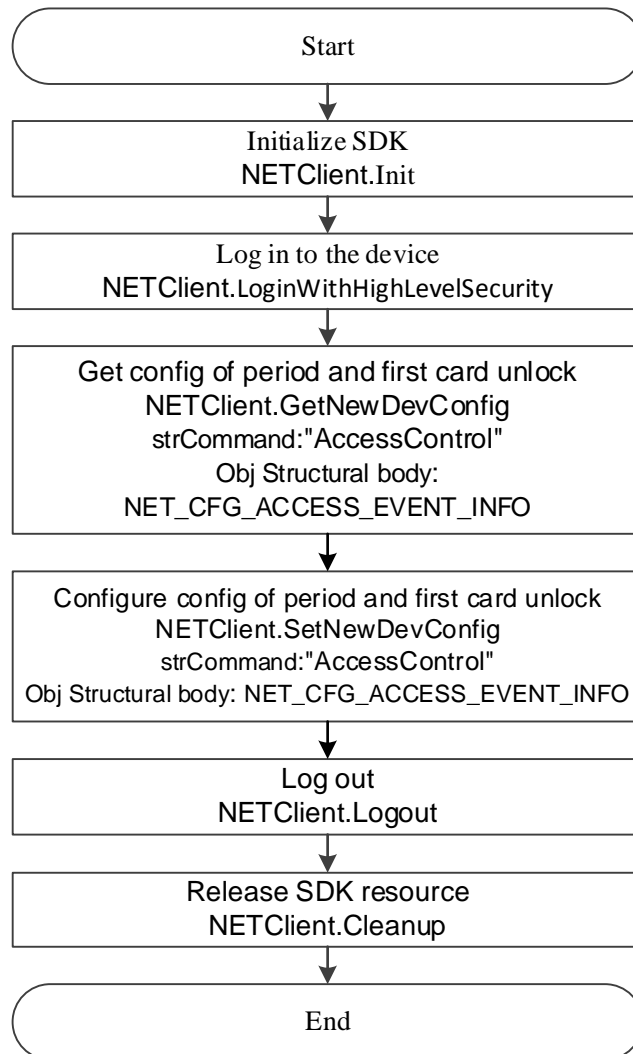 Start
Initialize SDK
NETClient.Init
Log in to the device
NETClient.LoginWithHighLevelSecurity
Get config of period and first card unlock
NETClient.GetNewDevConfig
strCommand:"AccessControl"
Obj Structural body:
NET_CFG_ACCESS_EVENT_INFO
Configure config of period and first card unlock
NETClient.SetNewDevConfig
strCommand:"AccessControl"
Obj Structural body: NET_CFG_ACCESS_EVENT_INFO
Log out
NETClient.Logout
Release SDK resource
NETClient.Cleanup
End